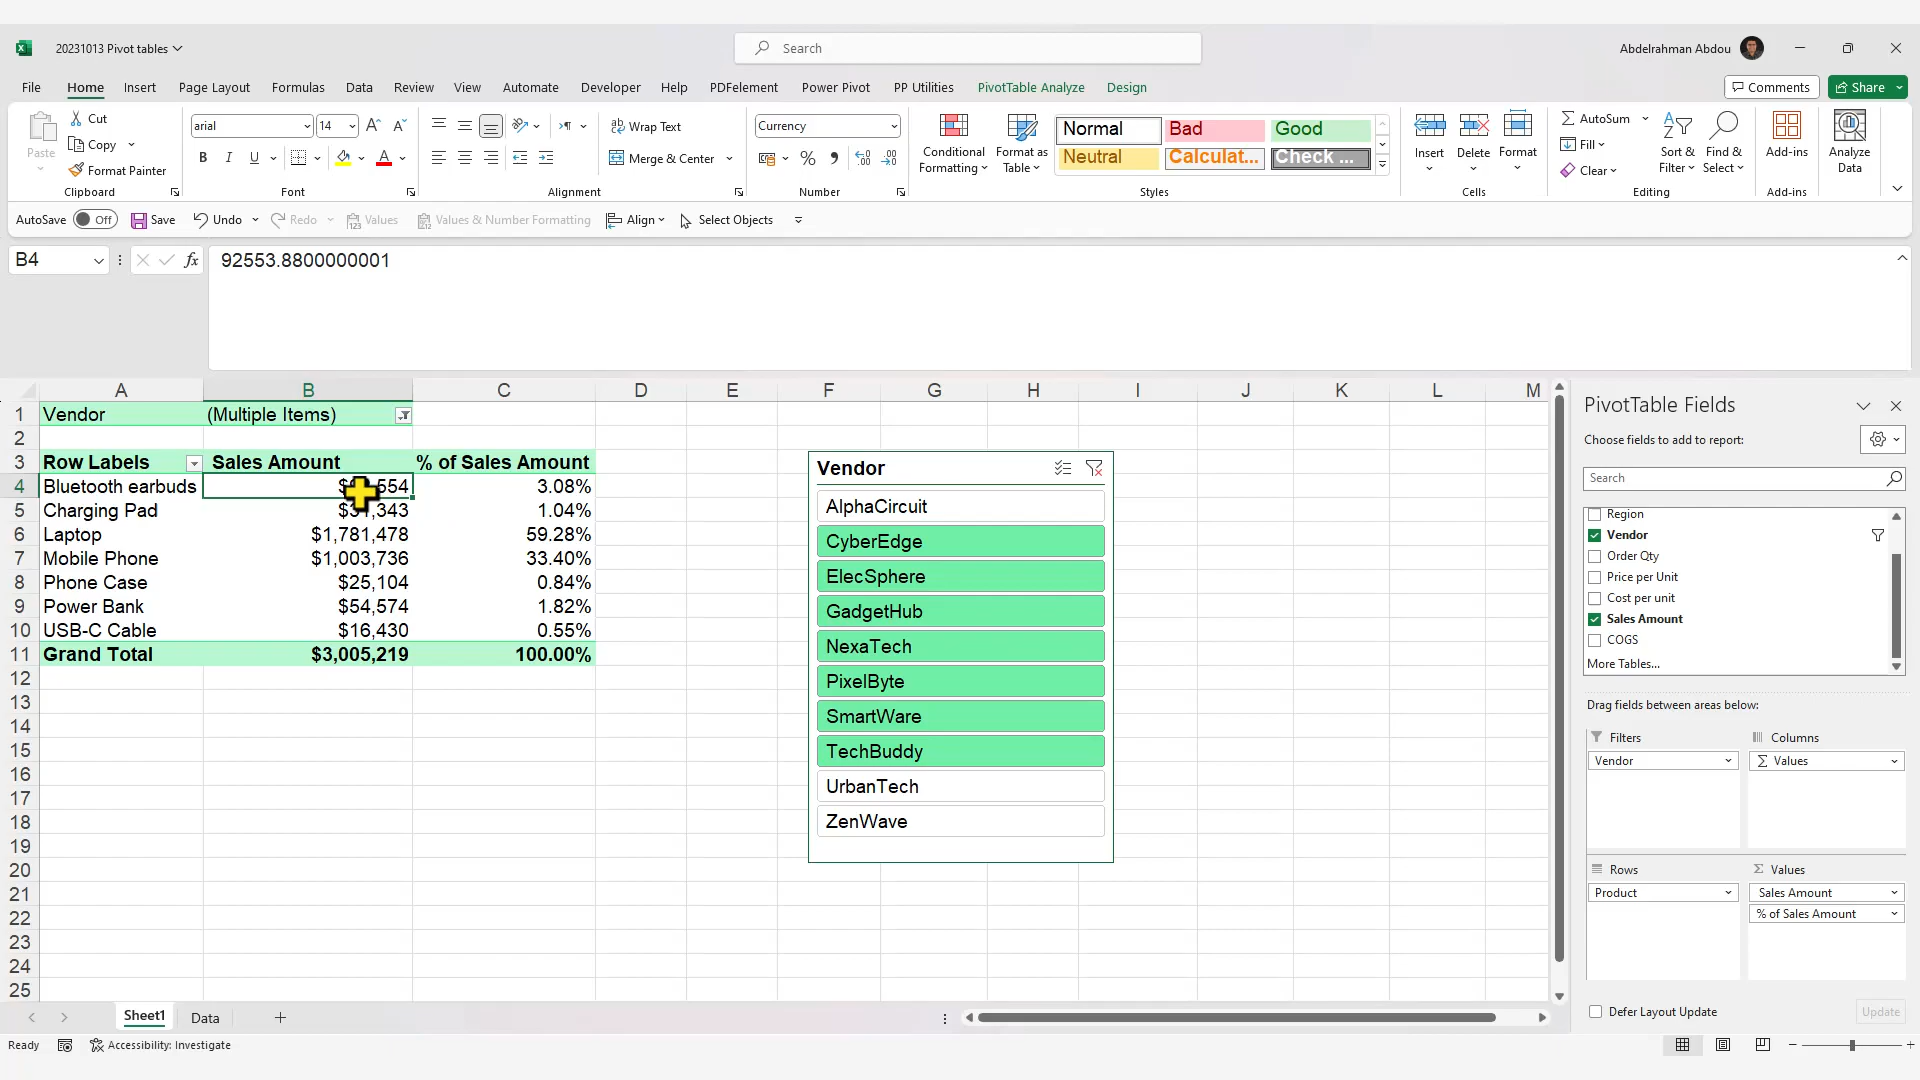 20231013 Pivot tables
Search
Abdelrahman Abdou
File Home Insert Page Layout Formulas Data Review View Automate Developer Help PDFelement Power Pivot PP Utilities PivotTable Analyze Design Comments Share
Paste
Cut
Copy
Format Painter
Clipboard
arial 14
B I U
Font
Wrap Text
Merge & Center
Alignment
Currency
Number
Conditional Formatting
Format as Table
Normal Bad Good
Neutral Calculat... Check ...
Styles
Insert Delete Format
Cells
AutoSum
Fill
Clear
Sort & Filter
Find & Select
Editing
Add-ins
Add-ins
Analyze Data
AutoSave Off Save Undo Redo Values Values & Number Formatting Align Select Objects
B4 fx 92553.8800000001
A B C D E F G H I J K L M
1 Vendor (Multiple Items)
2
3 Row Labels Sales Amount % of Sales Amount
4 Bluetooth earbuds 554 3.08%
5 Charging Pad $31,343 1.04%
6 Laptop $1,781,478 59.28%
7 Mobile Phone $1,003,736 33.40%
8 Phone Case $25,104 0.84%
9 Power Bank $54,574 1.82%
10 USB-C Cable $16,430 0.55%
11 Grand Total $3,005,219 100.00%
12
13
14
15
16
17
18
19
20
21
22
23
24
25
Vendor
AlphaCircuit
CyberEdge
ElecSphere
GadgetHub
NexaTech
PixelByte
SmartWare
TechBuddy
UrbanTech
ZenWave
PivotTable Fields
Choose fields to add to report:
Search
Region
Vendor
Order Qty
Price per Unit
Cost per unit
Sales Amount
COGS
More Tables...
Drag fields between areas below:
Filters
Vendor
Columns
Σ Values
Rows
Product
Σ Values
Sales Amount
% of Sales Amount
Defer Layout Update Update
Sheet1 Data
Ready Accessibility: Investigate